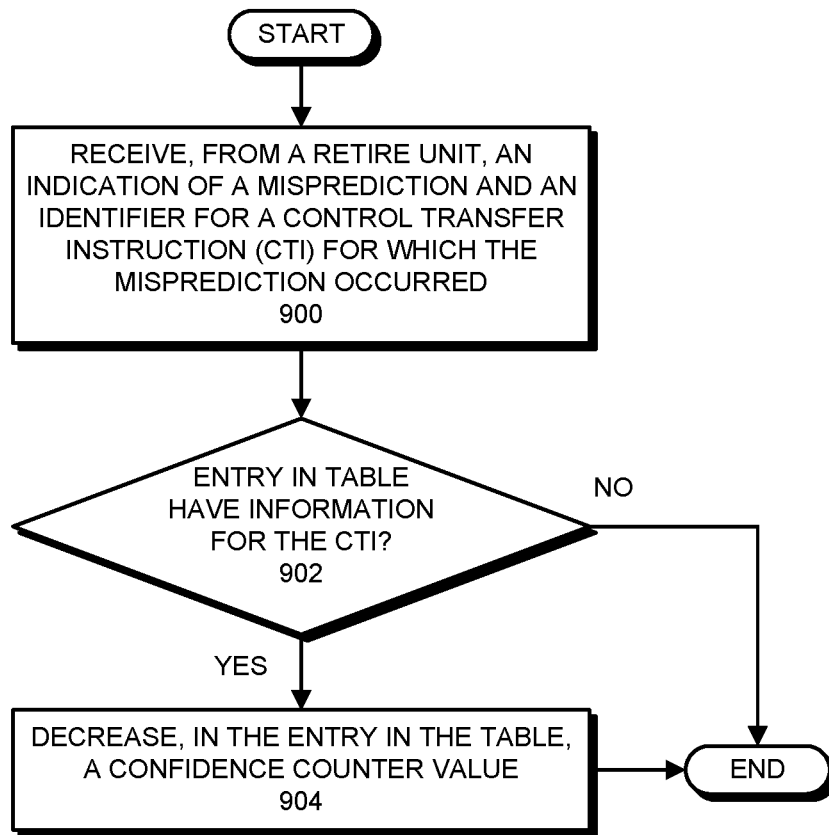 START
RECEIVE, FROM A RETIRE UNIT, AN
INDICATION OF A MISPREDICTION AND AN
IDENTIFIER FOR A CONTROL TRANSFER
INSTRUCTION (CTI) FOR WHICH THE
MISPREDICTION OCCURRED
900
ENTRY IN TABLE
HAVE INFORMATION
FOR THE CTI?
902
NO
YES
DECREASE, IN THE ENTRY IN THE TABLE,
A CONFIDENCE COUNTER VALUE
904
END